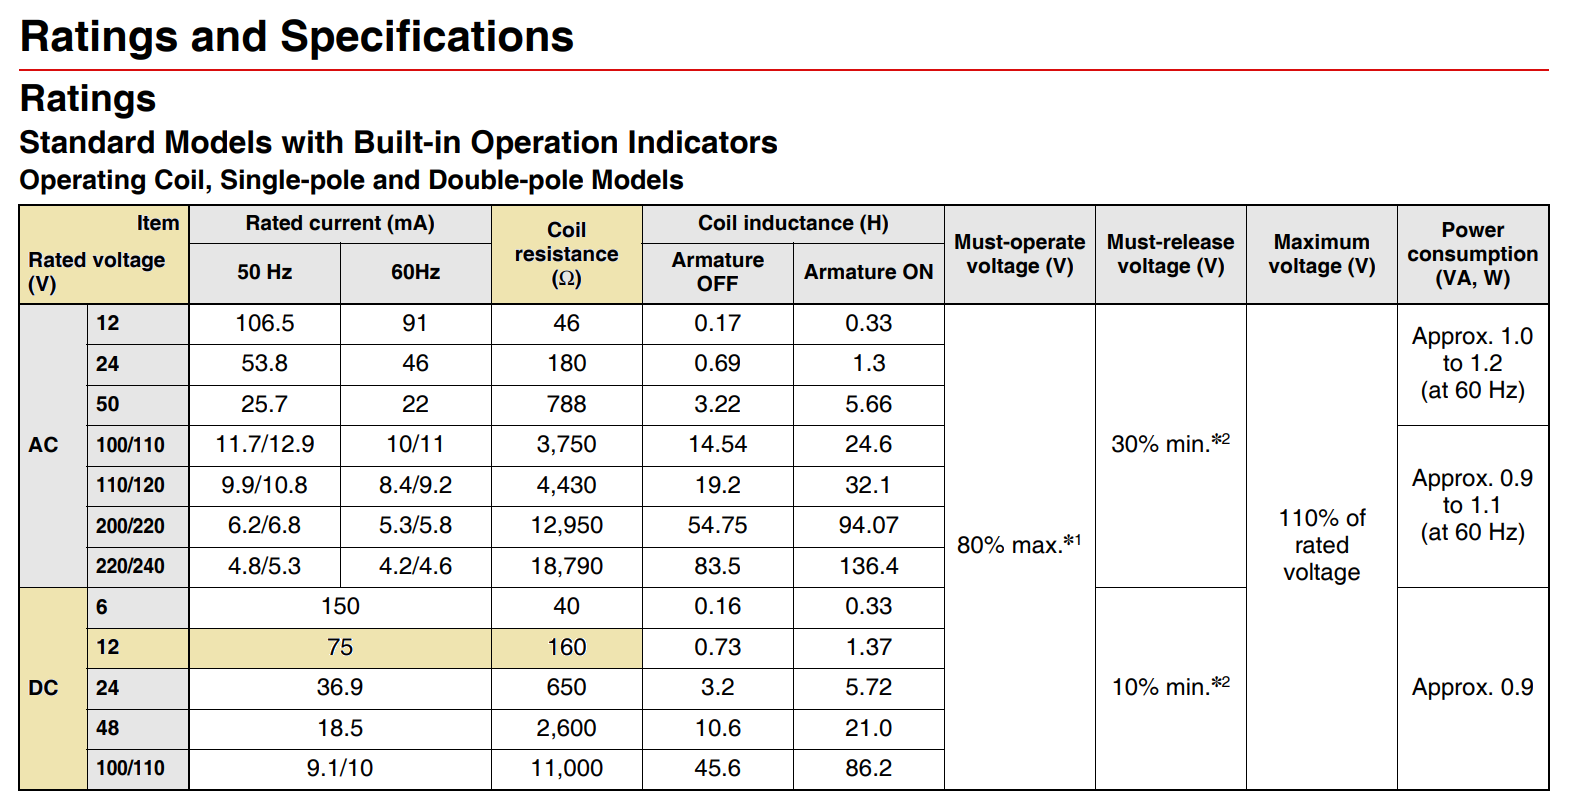 Ratings and Specifications
Ratings
Standard Models with Built-in Operation Indicators
Operating Coil, Single-pole and Double-pole Models
Item
Rated voltage
(V)
Rated current (mA)
50 Hz
60Hz
Coil
resistance
(Ω)
Coil inductance (H)
Armature
OFF
Armature ON
Must-operate
voltage (V)
Must-release
voltage (V)
Maximum
voltage (V)
Power
consumption
(VA, W)
AC
12 106.5 91 46 0.17 0.33
24 53.8 46 180 0.69 1.3
50 25.7 22 788 3.22 5.66
100/110 11.7/12.9 10/11 3,750 14.54 24.6
110/120 9.9/10.8 8.4/9.2 4,430 19.2 32.1
200/220 6.2/6.8 5.3/5.8 12,950 54.75 94.07
220/240 4.8/5.3 4.2/4.6 18,790 83.5 136.4
DC
6 150 40 0.16 0.33
12 75 160 0.73 1.37
24 36.9 650 3.2 5.72
48 18.5 2,600 10.6 21.0
100/110 9.1/10 11,000 45.6 86.2
80% max.*1
30% min.*2
10% min.*2
110% of
rated
voltage
Approx. 1.0
to 1.2
(at 60 Hz)
Approx. 0.9
to 1.1
(at 60 Hz)
Approx. 0.9